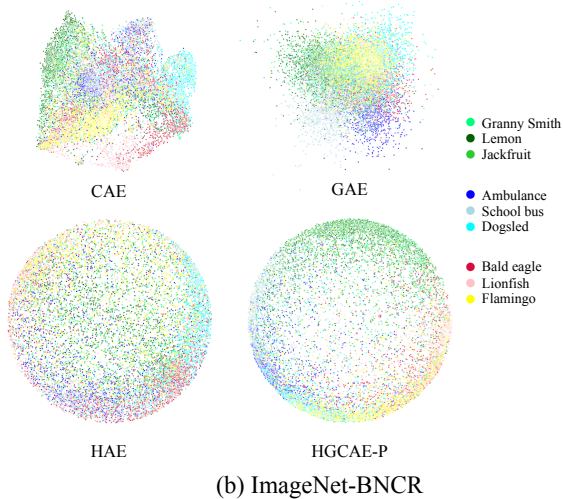 CAE
GAE
Granny Smith
Lemon
Jackfruit
Ambulance
School bus
Dogsled
Bald eagle
Lionfish
Flamingo
HAE
HGCAE-P
(b) ImageNet-BNCR